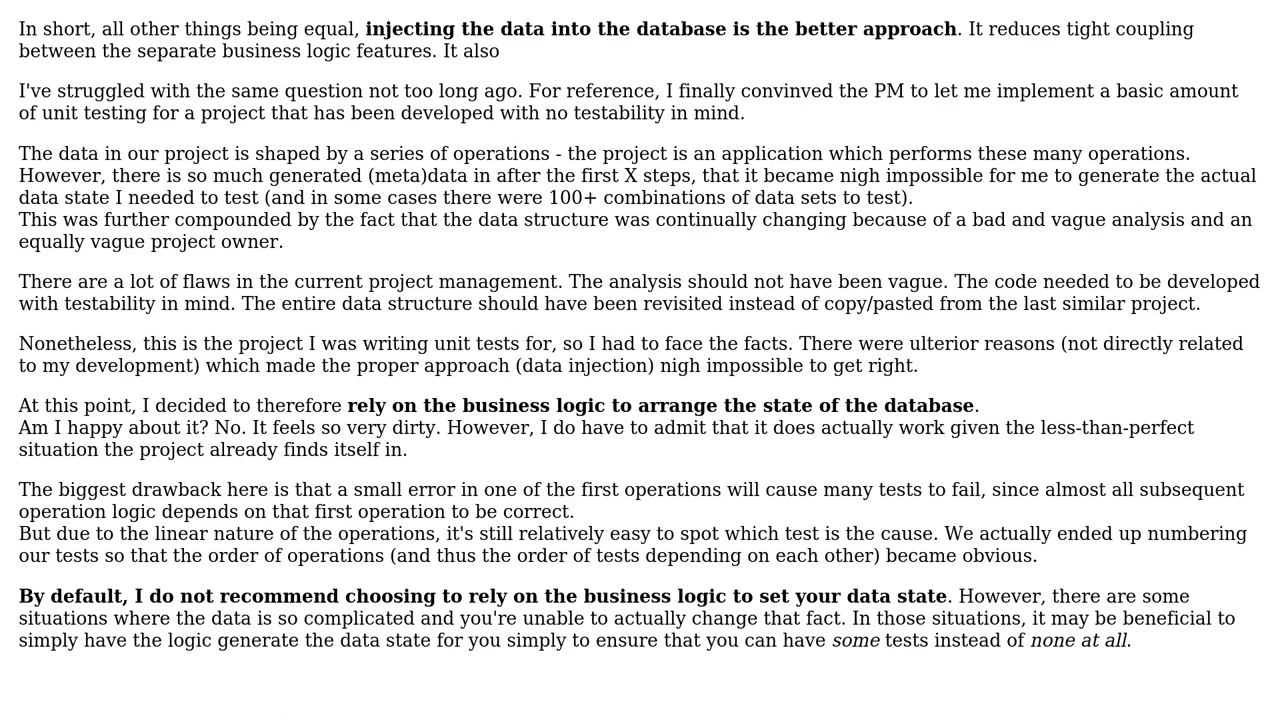 In short, all other things being equal, injecting the data into the database is the better approach. It reduces tight coupling
between the separate business logic features. It also
I've struggled with the same question not too long ago. For reference, I finally convinved the PM to let me implement a basic amount
of unit testing for a project that has been developed with no testability in mind.
The data in our project is shaped by a series of operations - the project is an application which performs these many operations.
However, there is so much generated (meta)data in after the first X steps, that it became nigh impossible for me to generate the actual
data state I needed to test (and in some cases there were 100+ combinations of data sets to test).
This was further compounded by the fact that the data structure was continually changing because of a bad and vague analysis and an
equally vague project owner.
There are a lot of flaws in the current project management. The analysis should not have been vague. The code needed to be developed
with testability in mind. The entire data structure should have been revisited instead of copy/pasted from the last similar project.
Nonetheless, this is the project I was writing unit tests for, so I had to face the facts. There were ulterior reasons (not directly related
to my development) which made the proper approach (data injection) nigh impossible to get right.
At this point, I decided to therefore rely on the business logic to arrange the state of the database.
Am I happy about it? No. It feels so very dirty. However, I do have to admit that it does actually work given the less-than-perfect
situation the project already finds itself in.
The biggest drawback here is that a small error in one of the first operations will cause many tests to fail, since almost all subsequent
operation logic depends on that first operation to be correct.
But due to the linear nature of the operations, it's still relatively easy to spot which test is the cause. We actually ended up numbering
our tests so that the order of operations (and thus the order of tests depending on each other) became obvious.
By default, I do not recommend choosing to rely on the business logic to set your data state. However, there are some
situations where the data is so complicated and you're unable to actually change that fact. In those situations, it may be beneficial to
simply have the logic generate the data state for you simply to ensure that you can have some tests instead of none at all.